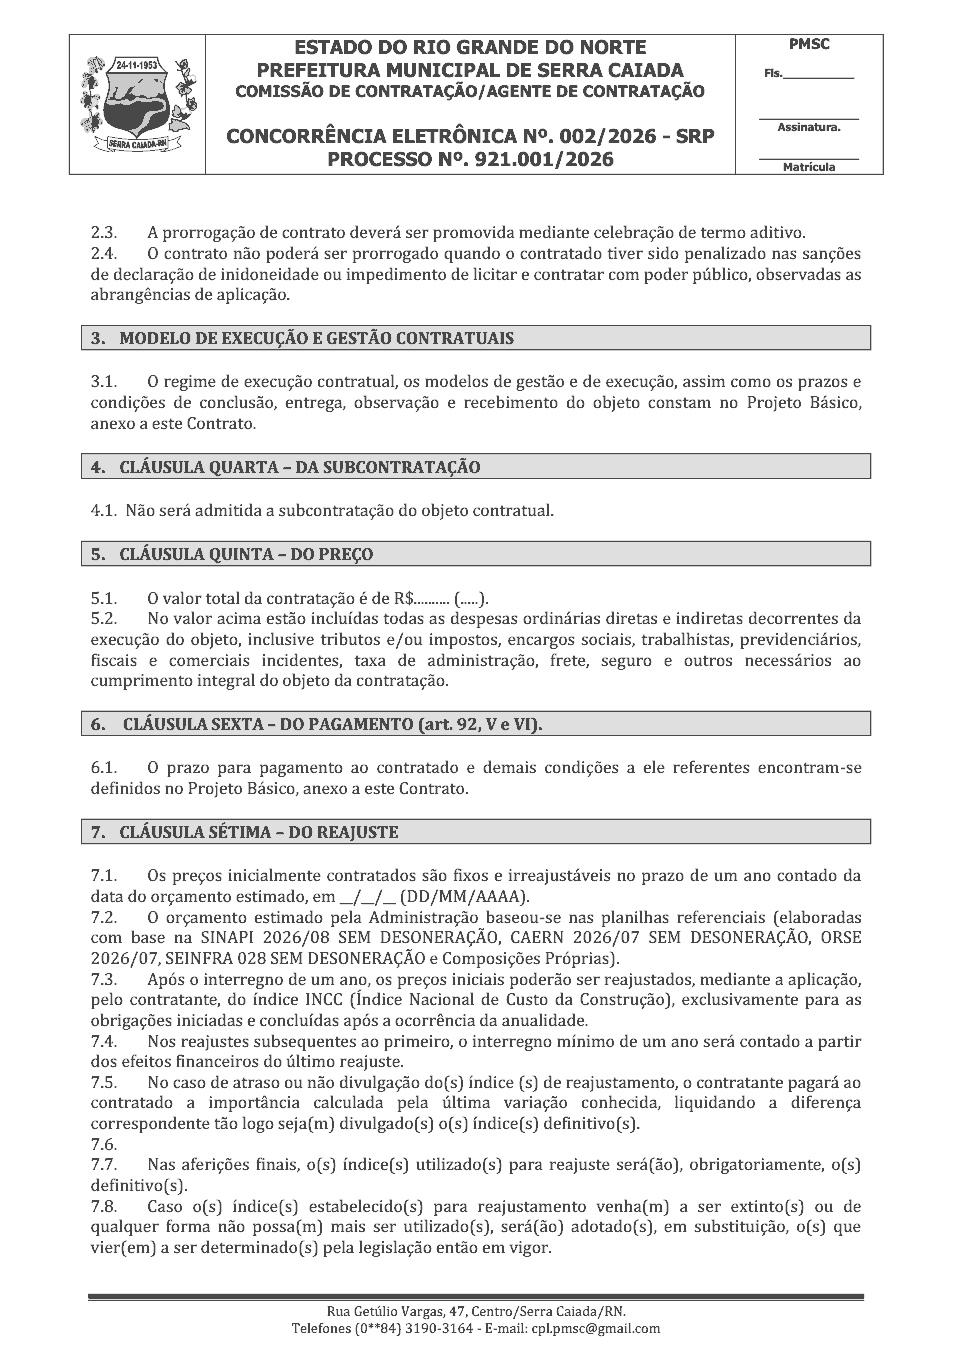 24-11-1953
SERRA CAIADA-RN
ESTADO DO RIO GRANDE DO NORTE
PREFEITURA MUNICIPAL DE SERRA CAIADA
COMISSÃO DE CONTRATAÇÃO/AGENTE DE CONTRATAÇÃO
CONCORRÊNCIA ELETRÔNICA Nº. 002/2026 - SRP
PROCESSO Nº. 921.001/2026
PMSC
Fls.____________
Assinatura.
Matrícula
2.3. A prorrogação de contrato deverá ser promovida mediante celebração de termo aditivo.
2.4. O contrato não poderá ser prorrogado quando o contratado tiver sido penalizado nas sanções
de declaração de inidoneidade ou impedimento de licitar e contratar com poder público, observadas as
abrangências de aplicação.
3. MODELO DE EXECUÇÃO E GESTÃO CONTRATUAIS
3.1. O regime de execução contratual, os modelos de gestão e de execução, assim como os prazos e
condições de conclusão, entrega, observação e recebimento do objeto constam no Projeto Básico,
anexo a este Contrato.
4. CLÁUSULA QUARTA – DA SUBCONTRATAÇÃO
4.1. Não será admitida a subcontratação do objeto contratual.
5. CLÁUSULA QUINTA – DO PREÇO
5.1. O valor total da contratação é de R$.......... (.....).
5.2. No valor acima estão incluídas todas as despesas ordinárias diretas e indiretas decorrentes da
execução do objeto, inclusive tributos e/ou impostos, encargos sociais, trabalhistas, previdenciários,
fiscais e comerciais incidentes, taxa de administração, frete, seguro e outros necessários ao
cumprimento integral do objeto da contratação.
6. CLÁUSULA SEXTA – DO PAGAMENTO (art. 92, V e VI).
6.1. O prazo para pagamento ao contratado e demais condições a ele referentes encontram-se
definidos no Projeto Básico, anexo a este Contrato.
7. CLÁUSULA SÉTIMA – DO REAJUSTE
7.1. Os preços inicialmente contratados são fixos e irreajustáveis no prazo de um ano contado da
data do orçamento estimado, em __/__/__ (DD/MM/AAAA).
7.2. O orçamento estimado pela Administração baseou-se nas planilhas referenciais (elaboradas
com base na SINAPI 2026/08 SEM DESONERAÇÃO, CAERN 2026/07 SEM DESONERAÇÃO, ORSE
2026/07, SEINFRA 028 SEM DESONERAÇÃO e Composições Próprias).
7.3. Após o interregno de um ano, os preços iniciais poderão ser reajustados, mediante a aplicação,
pelo contratante, do índice INCC (Índice Nacional de Custo da Construção), exclusivamente para as
obrigações iniciadas e concluídas após a ocorrência da anualidade.
7.4. Nos reajustes subsequentes ao primeiro, o interregno mínimo de um ano será contado a partir
dos efeitos financeiros do último reajuste.
7.5. No caso de atraso ou não divulgação do(s) índice (s) de reajustamento, o contratante pagará ao
contratado a importância calculada pela última variação conhecida, liquidando a diferença
correspondente tão logo seja(m) divulgado(s) o(s) índice(s) definitivo(s).
7.6.
7.7. Nas aferições finais, o(s) índice(s) utilizado(s) para reajuste será(ão), obrigatoriamente, o(s)
definitivo(s).
7.8. Caso o(s) índice(s) estabelecido(s) para reajustamento venha(m) a ser extinto(s) ou de
qualquer forma não possa(m) mais ser utilizado(s), será(ão) adotado(s), em substituição, o(s) que
vier(em) a ser determinado(s) pela legislação então em vigor.
Rua Getúlio Vargas, 47, Centro/Serra Caiada/RN.
Telefones (0**84) 3190-3164 - E-mail: cpl.pmsc@gmail.com